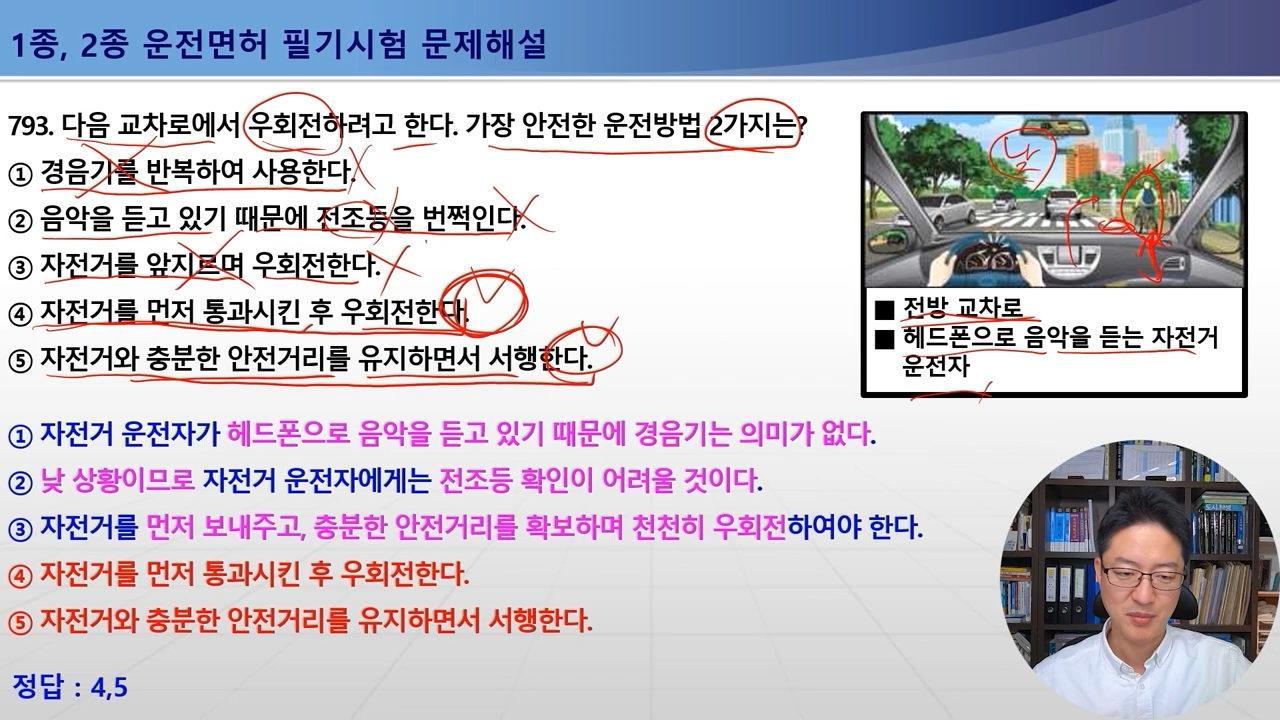 1종, 2종 운전면허 필기시험 문제해설
793. 다음 교차로에서 우회전하려고 한다. 가장 안전한 운전방법 2가지는?
① 경음기를 반복하여 사용한다.
② 음악을 듣고 있기 때문에 전조등을 번쩍인다.
③ 자전거를 앞지르며 우회전한다.
④ 자전거를 먼저 통과시킨 후 우회전한다.
⑤ 자전거와 충분한 안전거리를 유지하면서 서행한다.
■ 전방 교차로
■ 헤드폰으로 음악을 듣는 자전거
운전자
① 자전거 운전자가 헤드폰으로 음악을 듣고 있기 때문에 경음기는 의미가 없다.
② 낮 상황이므로 자전거 운전자에게는 전조등 확인이 어려울 것이다.
③ 자전거를 먼저 보내주고, 충분한 안전거리를 확보하며 천천히 우회전하여야 한다.
④ 자전거를 먼저 통과시킨 후 우회전한다.
⑤ 자전거와 충분한 안전거리를 유지하면서 서행한다.
정답 : 4,5